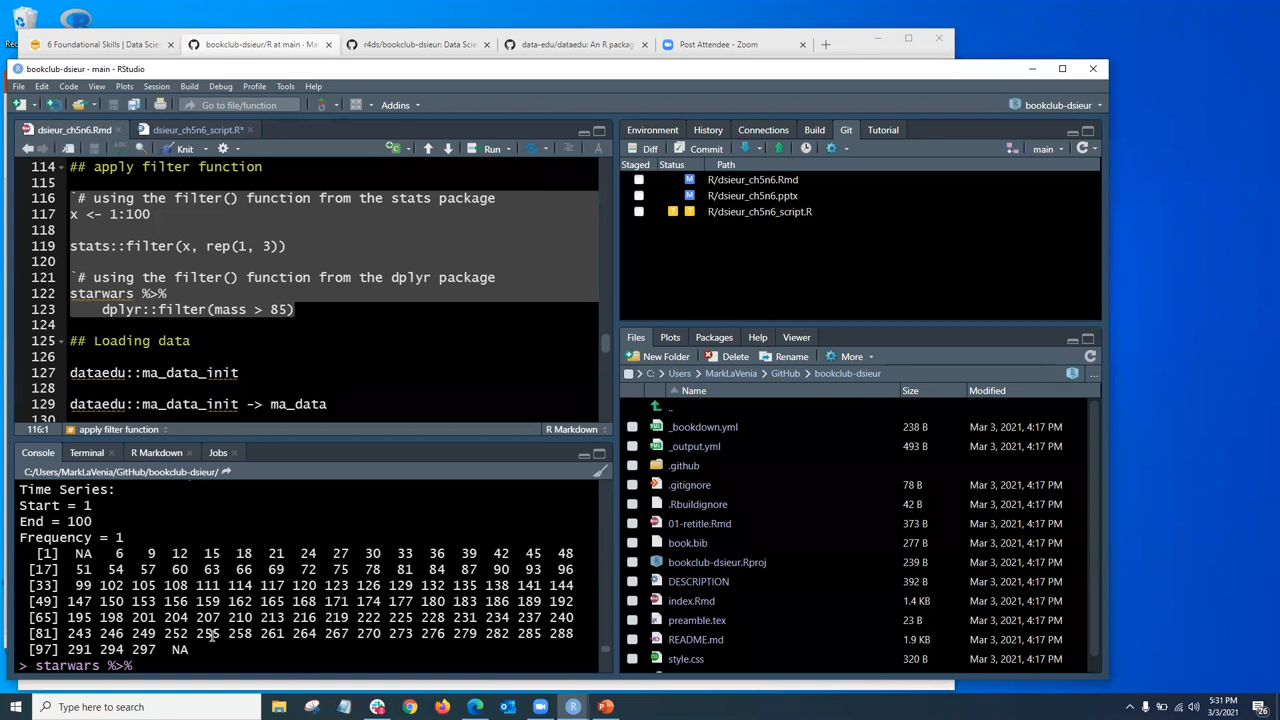 Rec
6 Foundational Skills | Data Scie
bookclub-dsieur/R at main · Ma
r4ds/bookclub-dsieur: Data Scie
data-edu/dataedu: An R packag
Post Attendee - Zoom
bookclub-dsieur - main - RStudio
File Edit Code View Plots Session Build Debug Profile Tools Help
Go to file/function
Addins
bookclub-dsieur
dsieur_ch5n6.Rmd
dsieur_ch5n6_script.R*
Knit
Run
114 ## apply filter function
115
116 `# using the filter() function from the stats package
117 x <- 1:100
118
119 stats::filter(x, rep(1, 3))
120
121 `# using the filter() function from the dplyr package
122 starwars %>%
123 dplyr::filter(mass > 85)
124
125 ## Loading data
126
127 dataedu::ma_data_init
128
129 dataedu::ma_data_init -> ma_data
130
116:1 # apply filter function R Markdown
Console Terminal R Markdown Jobs
C:/Users/MarkLaVenia/GitHub/bookclub-dsieur/
Time Series:
Start = 1
End = 100
Frequency = 1
[1] NA 6 9 12 15 18 21 24 27 30 33 36 39 42 45 48
[17] 51 54 57 60 63 66 69 72 75 78 81 84 87 90 93 96
[33] 99 102 105 108 111 114 117 120 123 126 129 132 135 138 141 144
[49] 147 150 153 156 159 162 165 168 171 174 177 180 183 186 189 192
[65] 195 198 201 204 207 210 213 216 219 222 225 228 231 234 237 240
[81] 243 246 249 252 255 258 261 264 267 270 273 276 279 282 285 288
[97] 291 294 297 NA
> starwars %>%
Environment History Connections Build Git Tutorial
Diff Commit main
Staged Status Path
M R/dsieur_ch5n6.Rmd
M R/dsieur_ch5n6.pptx
? ? R/dsieur_ch5n6_script.R
Files Plots Packages Help Viewer
New Folder Delete Rename More
C: Users MarkLaVenia GitHub bookclub-dsieur ...
Name Size Modified
..
_bookdown.yml 238 B Mar 3, 2021, 4:17 PM
_output.yml 493 B Mar 3, 2021, 4:17 PM
.github
.gitignore 78 B Mar 3, 2021, 4:17 PM
.Rbuildignore 42 B Mar 3, 2021, 4:17 PM
01-retitle.Rmd 373 B Mar 3, 2021, 4:17 PM
book.bib 277 B Mar 3, 2021, 4:17 PM
bookclub-dsieur.Rproj 362 B Mar 3, 2021, 4:17 PM
DESCRIPTION 392 B Mar 3, 2021, 4:17 PM
index.Rmd 1.4 KB Mar 3, 2021, 4:17 PM
preamble.tex 23 B Mar 3, 2021, 4:17 PM
README.md 1.9 KB Mar 3, 2021, 4:17 PM
style.css 320 B Mar 3, 2021, 4:17 PM
Type here to search
5:31 PM
3/3/2021
26